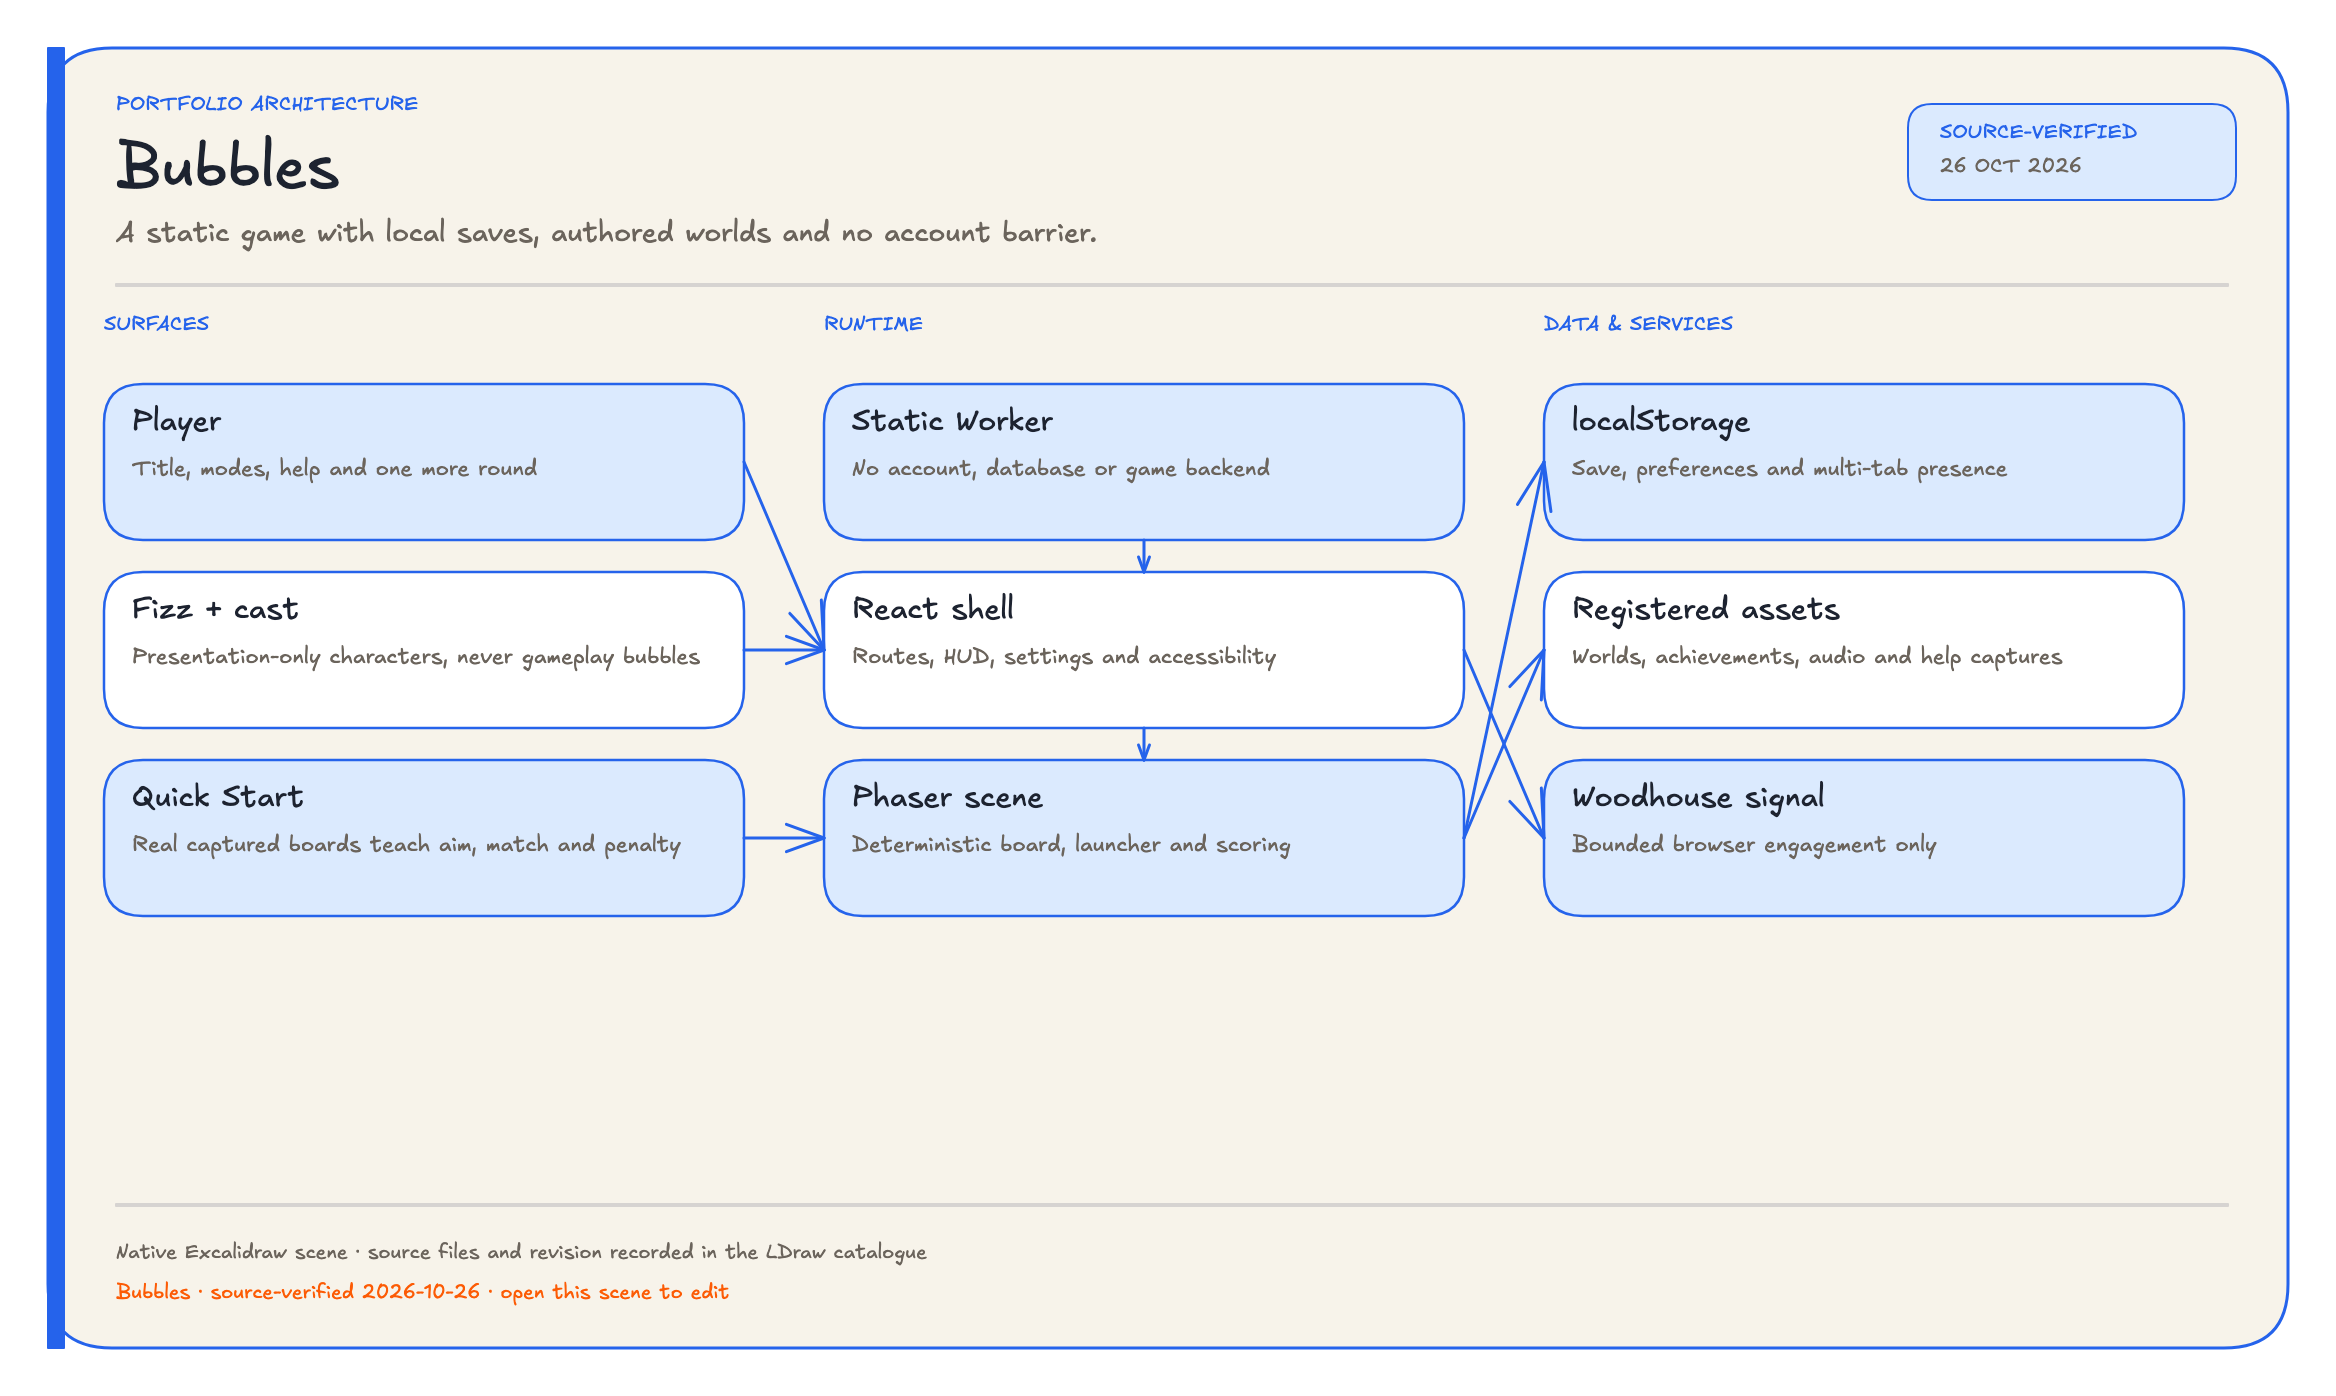 PORTFOLIO ARCHITECTURE
Bubbles
A static game with local saves, authored worlds and no account barrier.
SOURCE-VERIFIED
26 OCT 2026
SURFACES
Player
Title, modes, help and one more round
Fizz + cast
Presentation-only characters, never gameplay bubbles
Quick Start
Real captured boards teach aim, match and penalty
RUNTIME
Static Worker
No account, database or game backend
React shell
Routes, HUD, settings and accessibility
Phaser scene
Deterministic board, launcher and scoring
DATA & SERVICES
localStorage
Save, preferences and multi-tab presence
Registered assets
Worlds, achievements, audio and help captures
Woodhouse signal
Bounded browser engagement only
Native Excalidraw scene · source files and revision recorded in the LDraw catalogue
Bubbles · source-verified 2026-10-26 · open this scene to edit